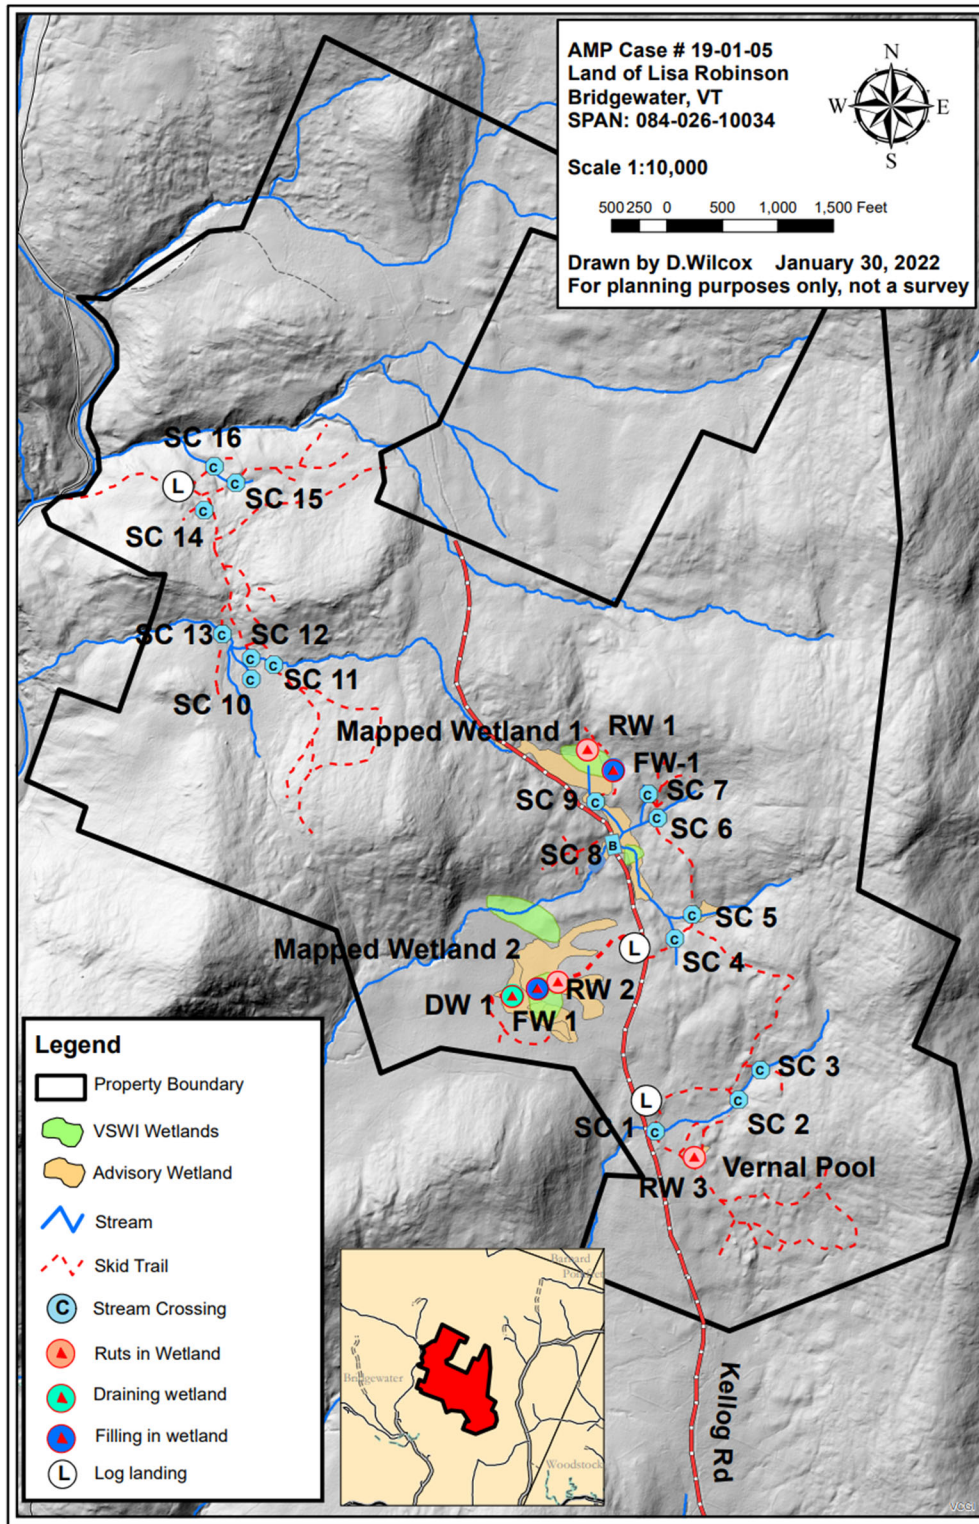 AMP Case # 19-01-05
Land of Lisa Robinson
Bridgewater, VT
SPAN: 084-026-10034
Scale 1:10,000
500 250 0 500 1,000 1,500 Feet
Drawn by D.Wilcox January 30, 2022
For planning purposes only, not a survey
N
W E
S
SC 16
C
L
C
SC 15
C
SC 14
SC 13
C
SC 12
C
C
SC 11
C
SC 10
Mapped Wetland 1
RW 1
FW-1
SC 9
C
C
SC 7
C
SC 6
SC 8
B
C
SC 5
C
SC 4
L
Mapped Wetland 2
RW 2
DW 1
FW 1
C
SC 3
L
C
SC 2
SC 1
C
RW 3
Vernal Pool
Kellog Rd
Legend
Property Boundary
VSWI Wetlands
Advisory Wetland
Stream
Skid Trail
C Stream Crossing
Ruts in Wetland
Draining wetland
Filling in wetland
L Log landing
Barnard
Bridgewater
Woodstock
VCGI